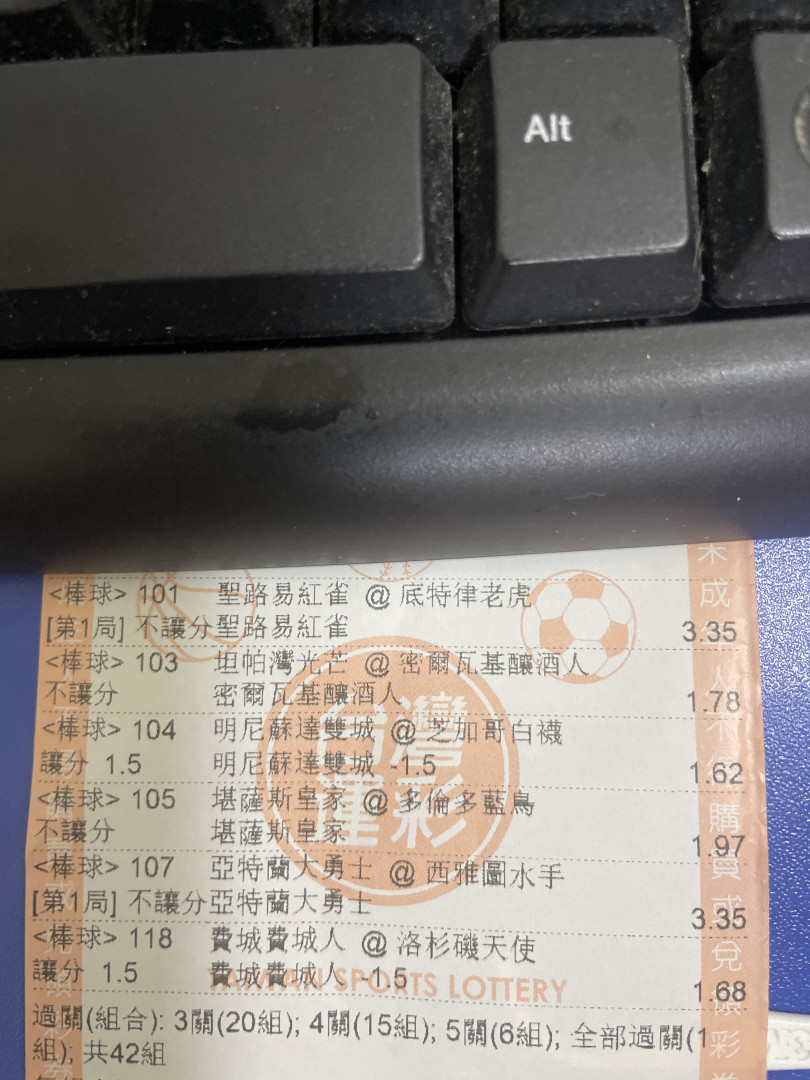 Alt
<棒球> 101 聖路易紅雀 @ 底特律老虎
[第1局] 不讓分聖路易紅雀 3.35
<棒球> 103 坦帕灣光芒 @ 密爾瓦基釀酒人
不讓分 密爾瓦基釀酒人 1.78
<棒球> 104 明尼蘇達雙城 @ 芝加哥白襪
讓分 1.5 明尼蘇達雙城 -1.5 1.62
<棒球> 105 堪薩斯皇家 @ 多倫多藍鳥
不讓分 堪薩斯皇家 1.97
<棒球> 107 亞特蘭大勇士 @ 西雅圖水手
[第1局] 不讓分亞特蘭大勇士 3.35
<棒球> 118 費城費城人 @ 洛杉磯天使
讓分 1.5 費城費城人 -1.5 1.68
過關(組合): 3關(20組); 4關(15組); 5關(6組); 全部過關(1
組); 共42組
台灣
運彩
TAIWAN SPORTS LOTTERY